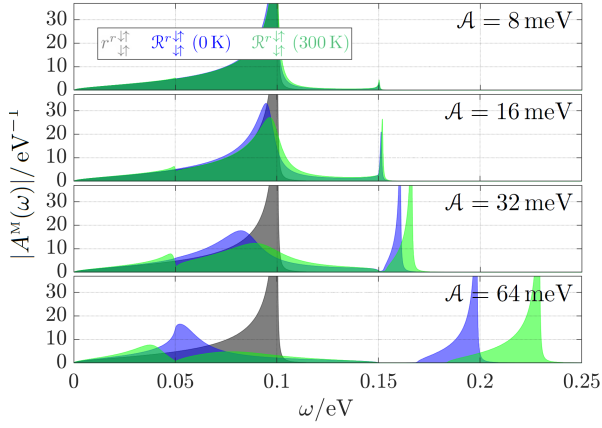 𝒜 = 8 meV
30
20
10
0
r^{r↓↑}_{↓↑} ℛ^{r↓↑}_{↓↑} (0 K) ℛ^{r↓↑}_{↓↑} (300 K)
𝒜 = 16 meV
30
20
10
0
𝒜 = 32 meV
30
20
10
0
𝒜 = 64 meV
30
20
10
0
|A^M(ω)|/eV⁻¹
0 0.05 0.1 0.15 0.2 0.25
ω/eV